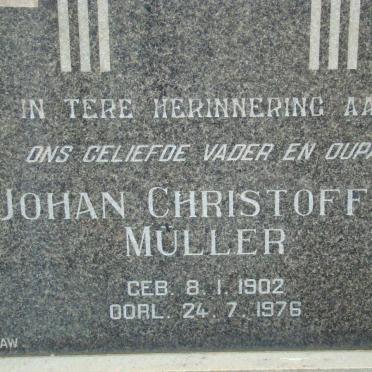 IN TERE HERINNERING AA
ONS GELIEFDE VADER EN OUPA
JOHAN CHRISTOFF
MÜLLER
GEB. 8. 1. 1902
OORL. 24. 7. 1976
AW